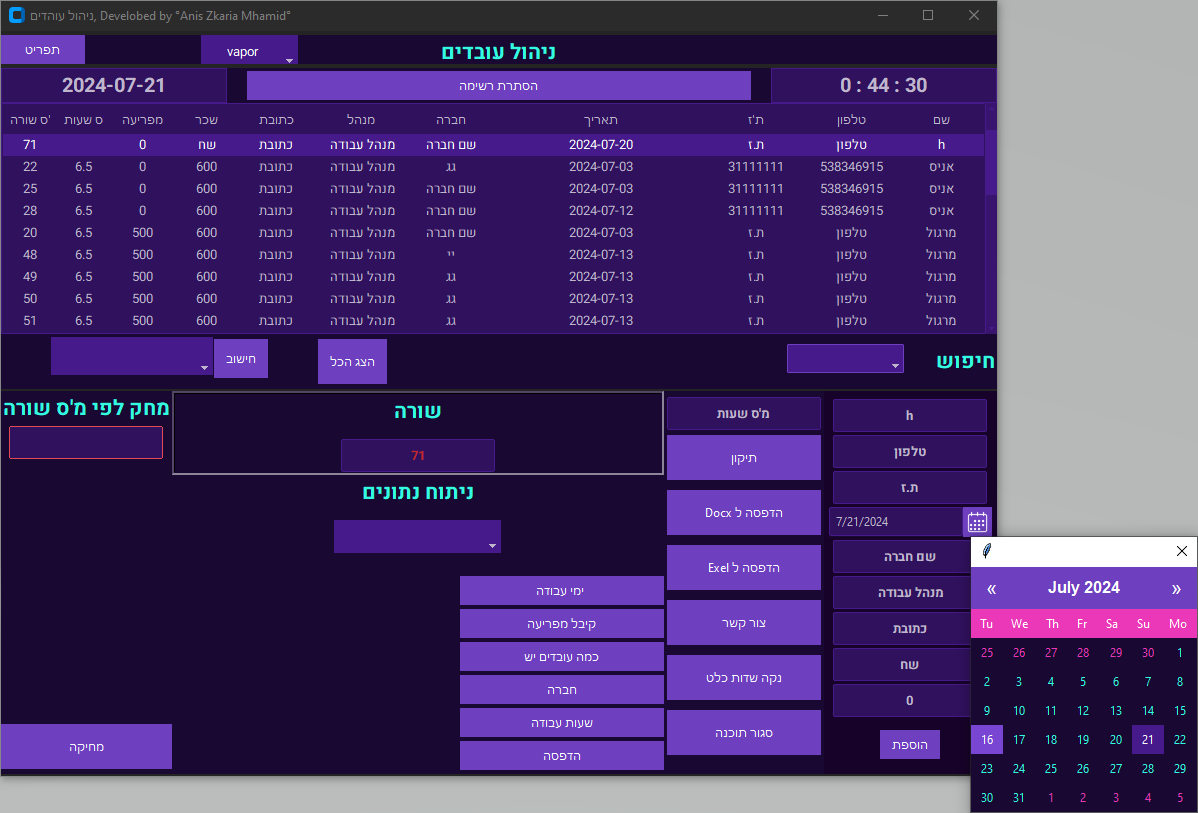 ניהול עוהדים, Develobed by °Anis Zkaria Mhamid°
תפריט
vapor
ניהול עובדים
2024-07-21
הסתרת רשימה
0 : 44 : 30
שם טלפון ת'ז תאריך חברה מנהל כתובת שכר מפריעה ס שעות 'ס שורה
h טלפון ת.ז 2024-07-20 שם חברה מנהל עבודה כתובת שח 0 71
אניס 538346915 31111111 2024-07-03 גג מנהל עבודה כתובת 600 0 6.5 22
אניס 538346915 31111111 2024-07-03 שם חברה מנהל עבודה כתובת 600 0 6.5 25
אניס 538346915 31111111 2024-07-12 שם חברה מנהל עבודה כתובת 600 0 6.5 28
מרגול טלפון ת.ז 2024-07-03 שם חברה מנהל עבודה כתובת 600 500 6.5 20
מרגול טלפון ת.ז 2024-07-13 יי מנהל עבודה כתובת 600 500 6.5 48
מרגול טלפון ת.ז 2024-07-13 גג מנהל עבודה כתובת 600 500 6.5 49
מרגול טלפון ת.ז 2024-07-13 גג מנהל עבודה כתובת 600 500 6.5 50
מרגול טלפון ת.ז 2024-07-13 גג מנהל עבודה כתובת 600 500 6.5 51
חיפוש
הצג הכל
חישוב
h
טלפון
ת.ז
7/21/2024
שם חברה
מנהל עבודה
כתובת
שח
0
הוספת
מ'ס שעות
תיקון
הדפסה ל Docx
הדפסה ל Exel
צור קשר
נקה שדות כלט
סגור תוכנה
שורה
71
ניתוח נתונים
ימי עבודה
קיבל מפריעה
כמה עובדים יש
חברה
שעות עבודה
הדפסה
מחק לפי מ'ס שורה
מחיקה
« July 2024 »
Tu We Th Fr Sa Su Mo
25 26 27 28 29 30 1
2 3 4 5 6 7 8
9 10 11 12 13 14 15
16 17 18 19 20 21 22
23 24 25 26 27 28 29
30 31 1 2 3 4 5